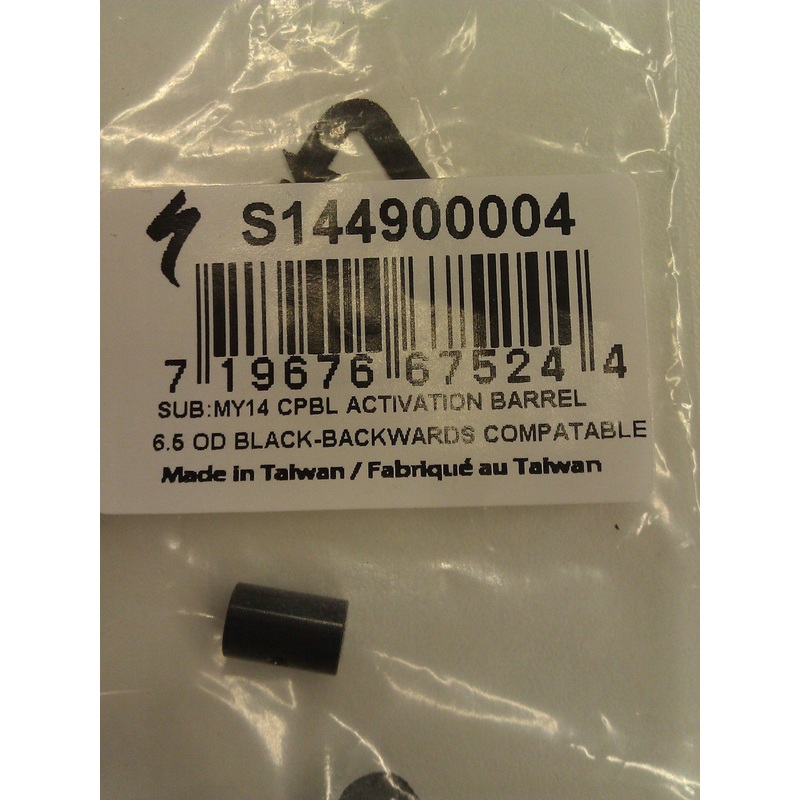 S144900004
7 19676 67524 4
SUB:MY14 CPBL ACTIVATION BARREL
6.5 OD BLACK-BACKWARDS COMPATABLE
Made in Taiwan / Fabriqué au Taiwan